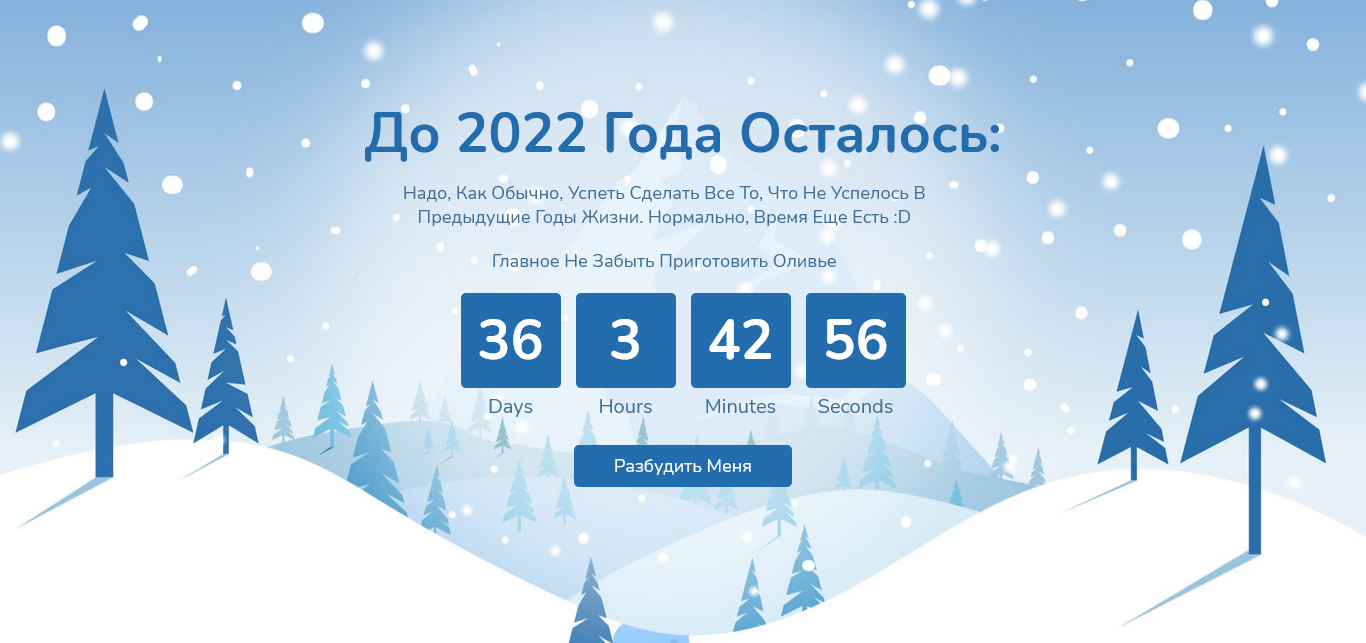 До 2022 Года Осталось:
Надо, Как Обычно, Успеть Сделать Все То, Что Не Успелось В
Предыдущие Годы Жизни. Нормально, Время Еще Есть :D
Главное Не Забыть Приготовить Оливье
36 3 42 56
Days Hours Minutes Seconds
Разбудить Меня